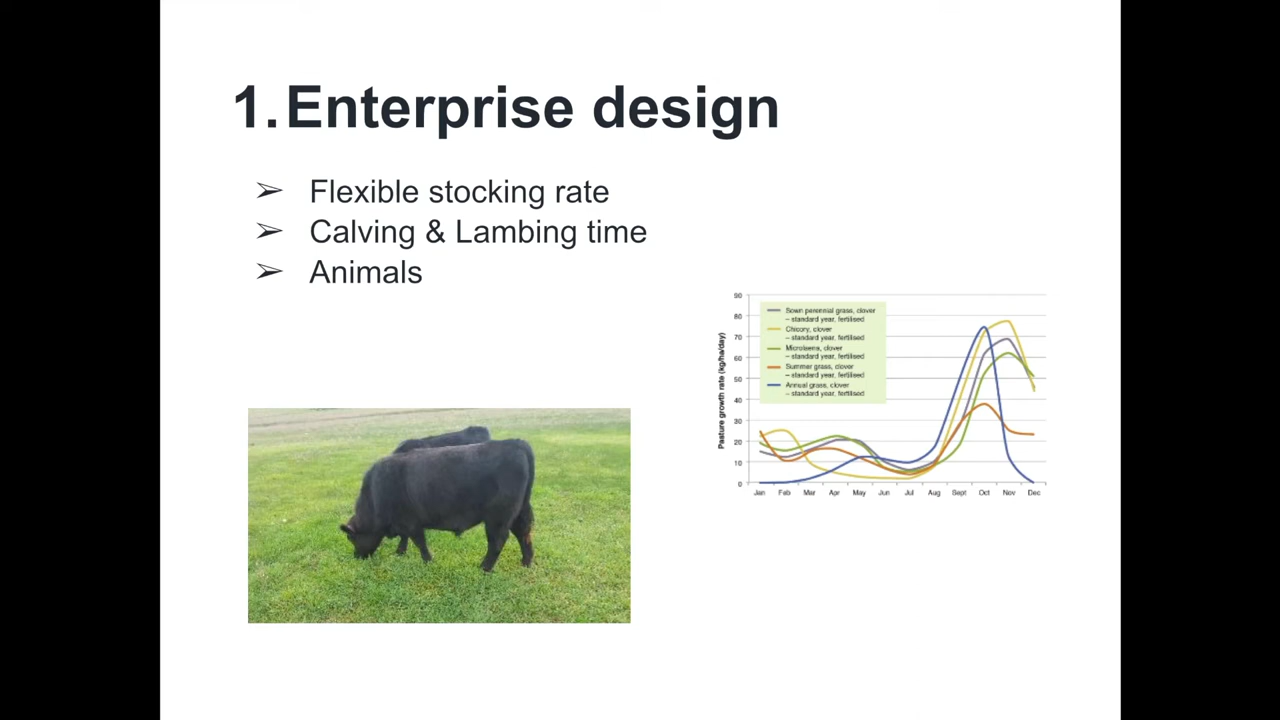 1. Enterprise design
➢ Flexible stocking rate
➢ Calving & Lambing time
➢ Animals
Pasture growth rate (kg/ha/day)
90
80
70
60
50
40
30
20
10
0
Sown perennial grass, clover
– standard year, fertilised
Chicory, clover
– standard year, fertilised
Microlaena, clover
– standard year, fertilised
Summer grass, clover
– standard year, fertilised
Annual grass, clover
– standard year, fertilised
Jan Feb Mar Apr May Jun Jul Aug Sept Oct Nov Dec